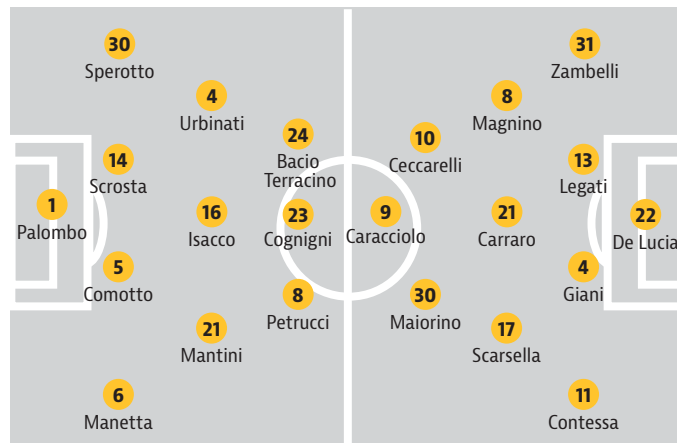 30
Sperotto
4
Urbinati
24
Bacio
Terracino
14
Scrosta
1
Palombo
16
Isacco
23
Cognigni
5
Comotto
8
Petrucci
21
Mantini
6
Manetta
31
Zambelli
8
Magnino
10
Ceccarelli
13
Legati
9
Caracciolo
21
Carraro
22
De Lucia
4
Giani
30
Maiorino
17
Scarsella
11
Contessa